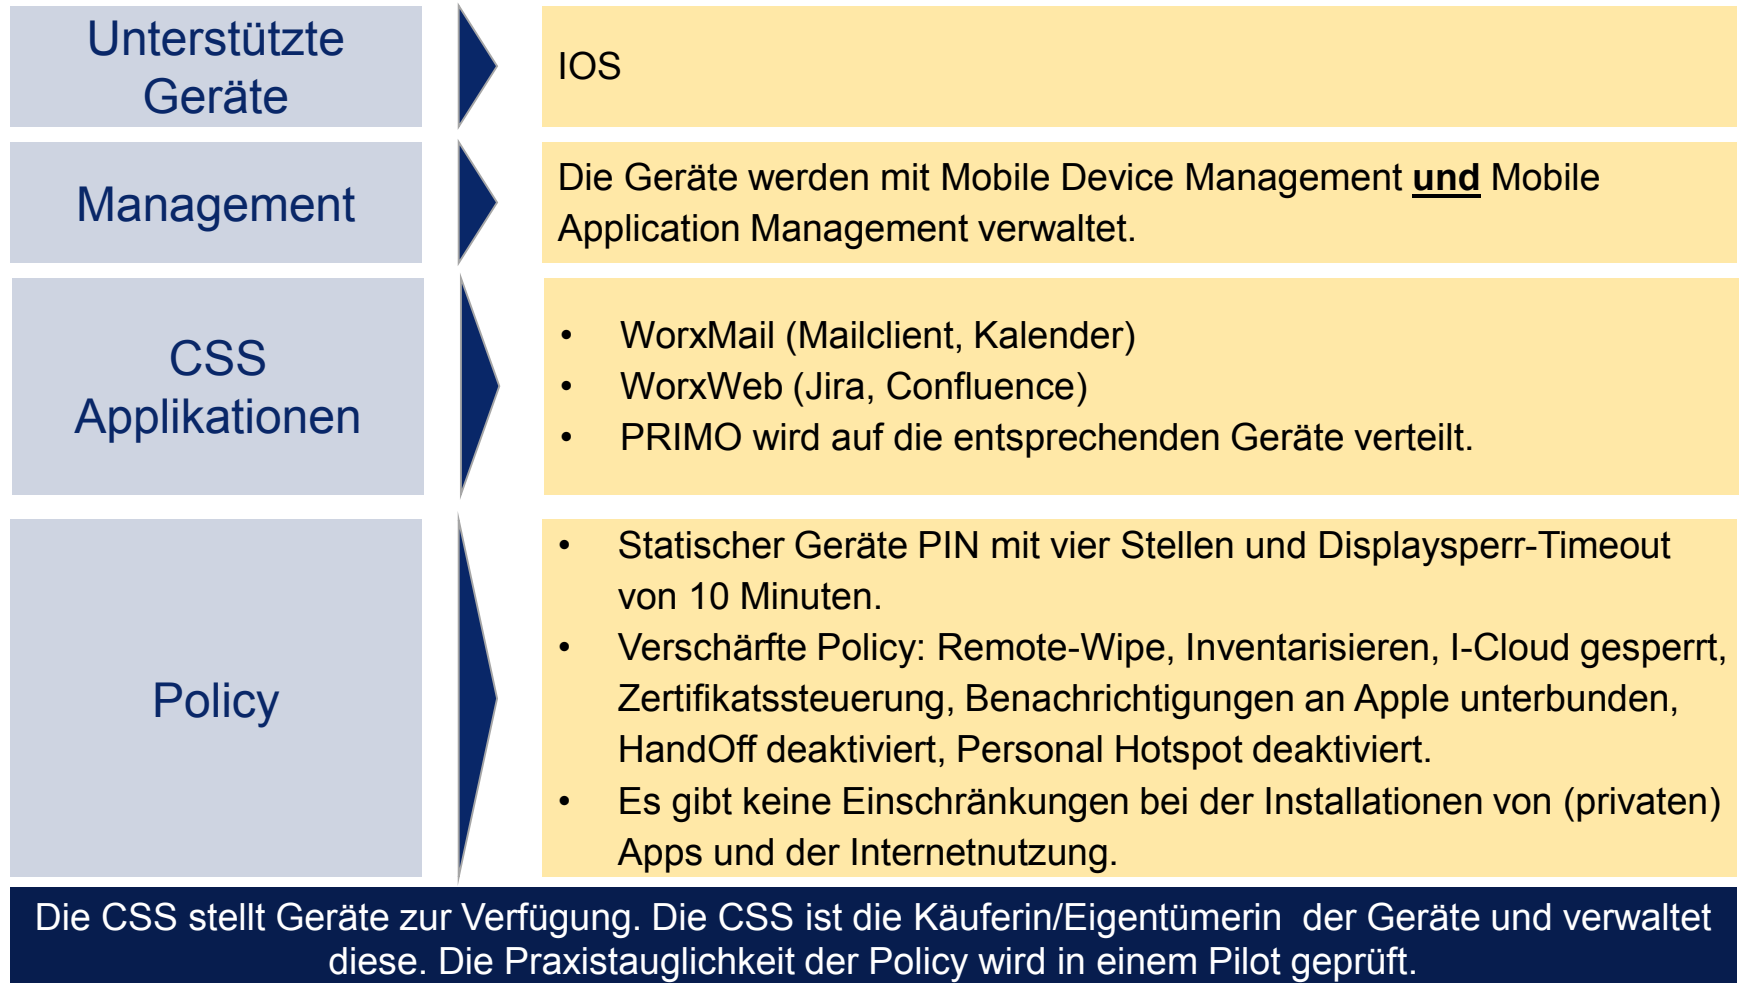 Unterstützte
Geräte
IOS
Management
Die Geräte werden mit Mobile Device Management und Mobile
Application Management verwaltet.
CSS
Applikationen
• WorxMail (Mailclient, Kalender)
• WorxWeb (Jira, Confluence)
• PRIMO wird auf die entsprechenden Geräte verteilt.
Policy
• Statischer Geräte PIN mit vier Stellen und Displaysperr-Timeout
von 10 Minuten.
• Verschärfte Policy: Remote-Wipe, Inventarisieren, I-Cloud gesperrt,
Zertifikatssteuerung, Benachrichtigungen an Apple unterbunden,
HandOff deaktiviert, Personal Hotspot deaktiviert.
• Es gibt keine Einschränkungen bei der Installationen von (privaten)
Apps und der Internetnutzung.
Die CSS stellt Geräte zur Verfügung. Die CSS ist die Käuferin/Eigentümerin der Geräte und verwaltet
diese. Die Praxistauglichkeit der Policy wird in einem Pilot geprüft.